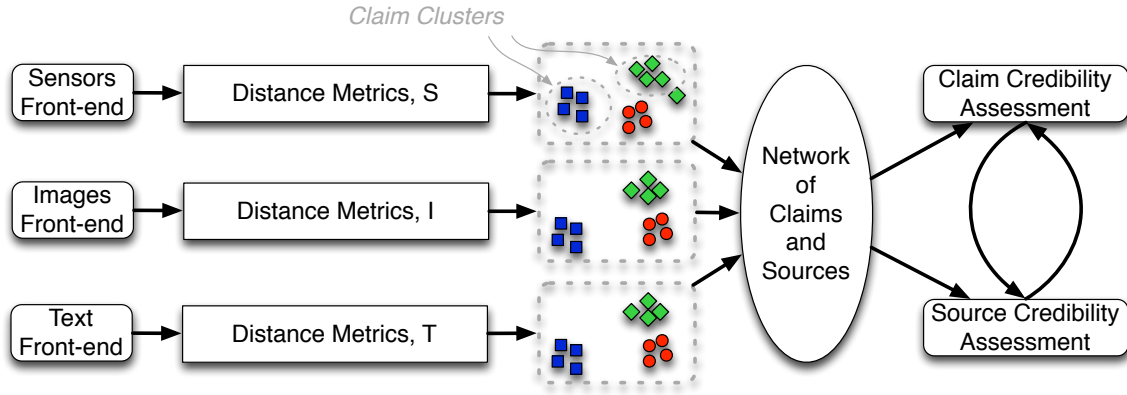 Claim Clusters
Sensors
Front-end
Distance Metrics, S
Images
Front-end
Distance Metrics, I
Text
Front-end
Distance Metrics, T
Network
of
Claims
and
Sources
Claim Credibility
Assessment
Source Credibility
Assessment